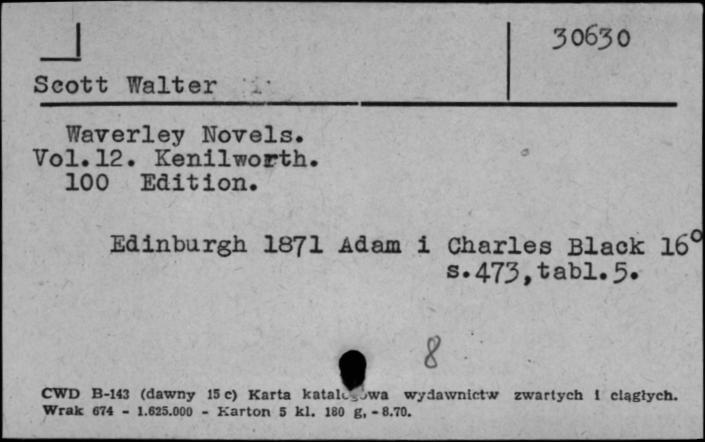 30630
Scott Walter
Waverley Novels.
Vol.12. Kenilworth.
100 Edition.
Edinburgh 1871 Adam i Charles Black 16°
s.473, tabl.5.
8
CWD B-143 (dawny 15 c) Karta katalogowa wydawnictw zwartych i ciągłych.
Wrak 674 - 1.625.000 - Karton 5 kl. 180 g, - 8.70.